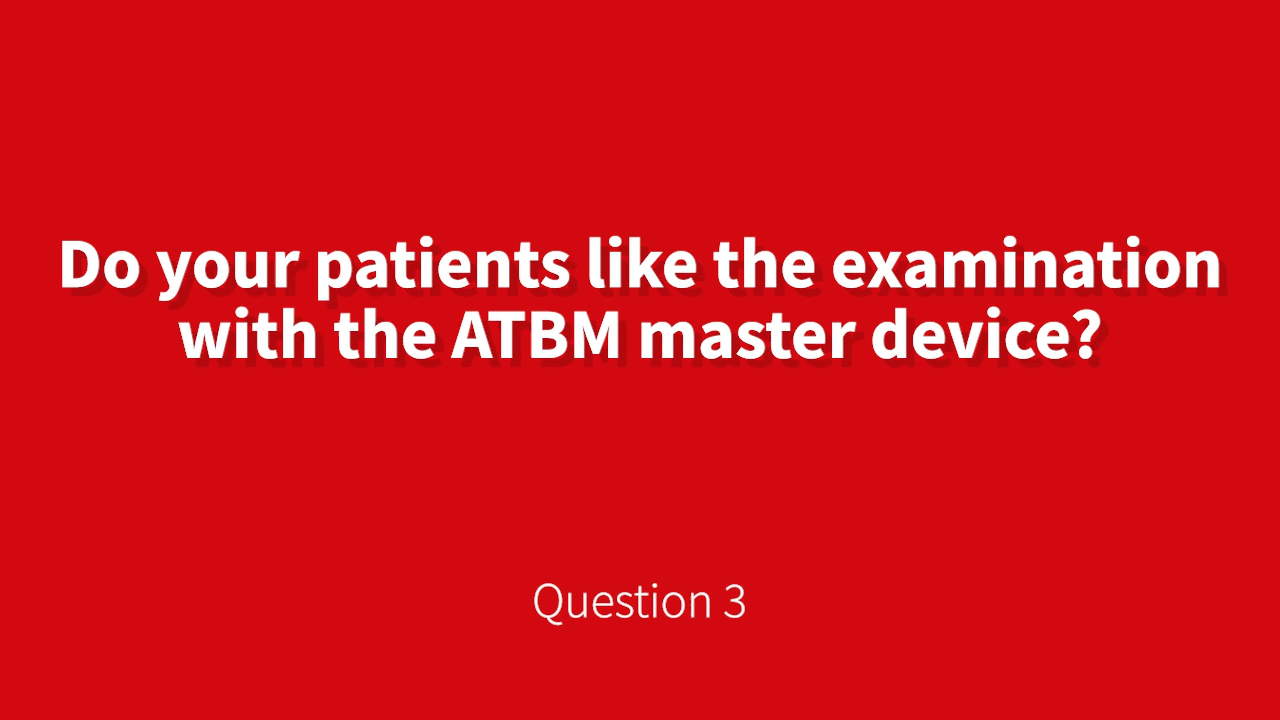 Do your patients like the examination
with the ATBM master device?
Question 3